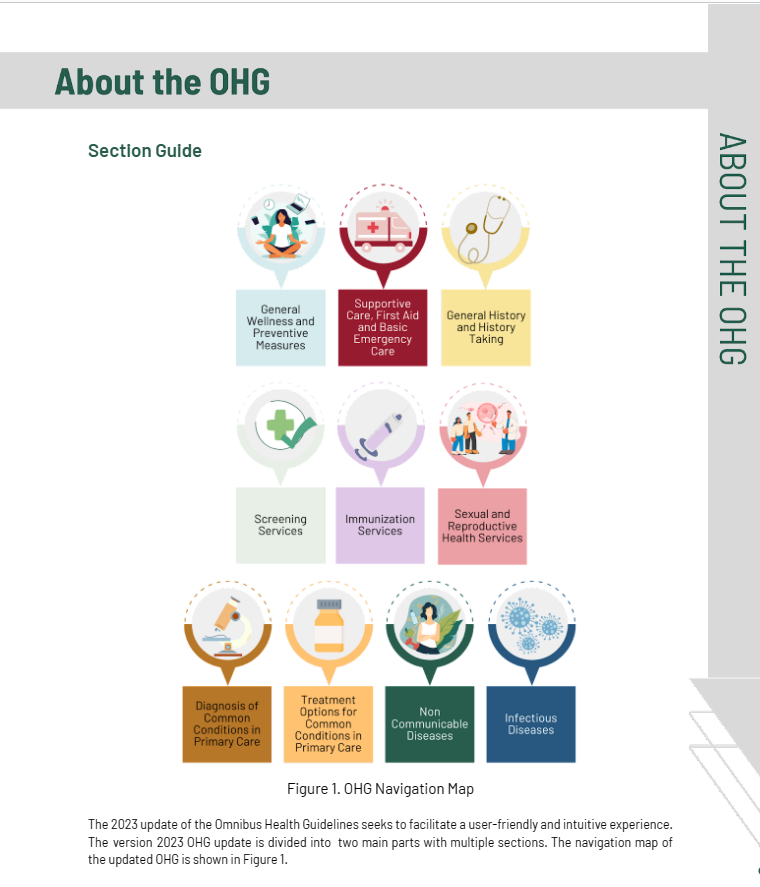 About the OHG
ABOUT THE OHG
Section Guide
General
Wellness and
Preventive
Measures
Supportive
Care, First Aid
and Basic
Emergency
Care
General History
and History
Taking
Screening
Services
Immunization
Services
Sexual and
Reproductive
Health Services
Diagnosis of
Common
Conditions in
Primary Care
Treatment
Options for
Common
Conditions in
Primary Care
Non
Communicable
Diseases
Infectious
Diseases
Figure 1. OHG Navigation Map
The 2023 update of the Omnibus Health Guidelines seeks to facilitate a user-friendly and intuitive experience.
The version 2023 OHG update is divided into two main parts with multiple sections. The navigation map of
the updated OHG is shown in Figure 1.